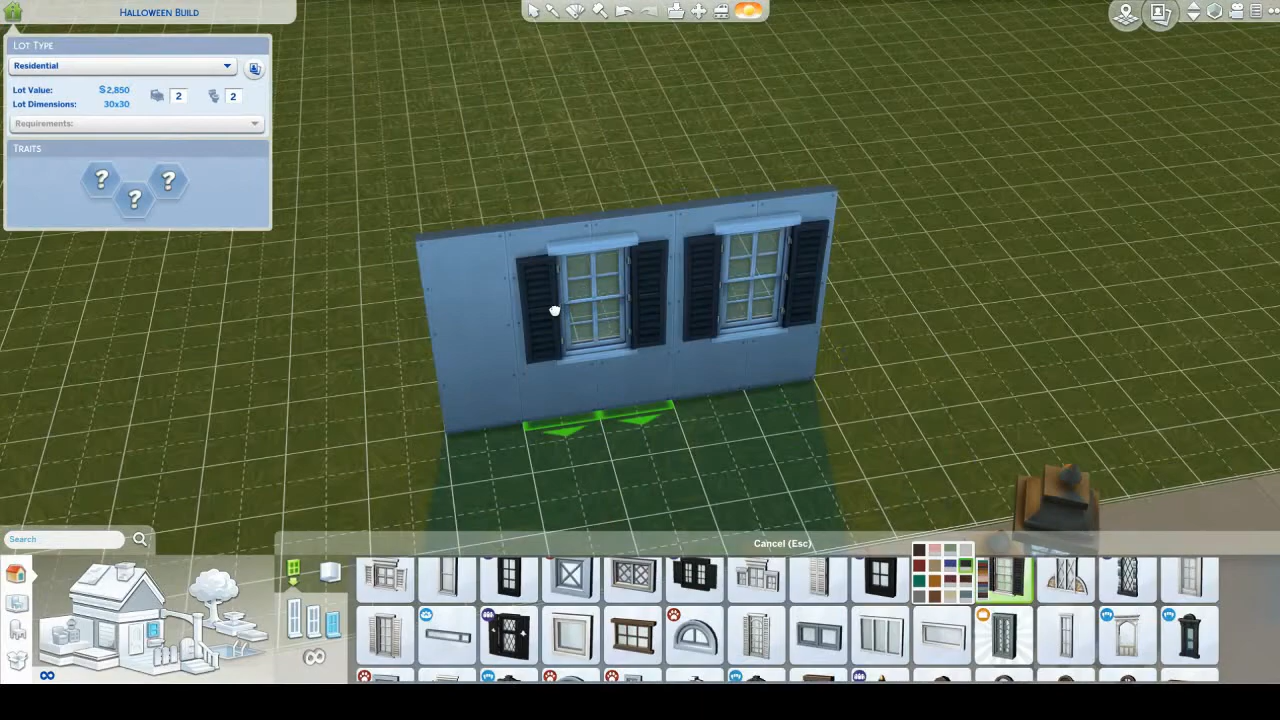 Halloween Build
Lot Type
Residential
Lot Value: §2,850
2
2
Lot Dimensions: 30x30
Requirements:
Traits
? ? ?
Cancel (Esc)
Search